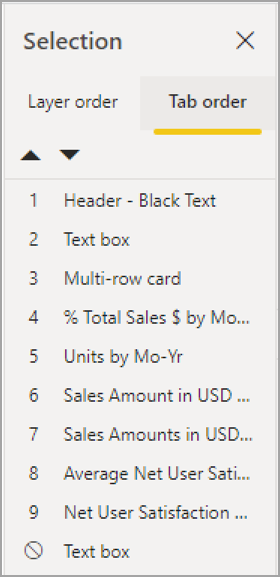 Selection
Layer order Tab order
1 Header - Black Text
2 Text box
3 Multi-row card
4 % Total Sales $ by Mo...
5 Units by Mo-Yr
6 Sales Amount in USD ...
7 Sales Amounts in USD...
8 Average Net User Sati...
9 Net User Satisfaction ...
Text box